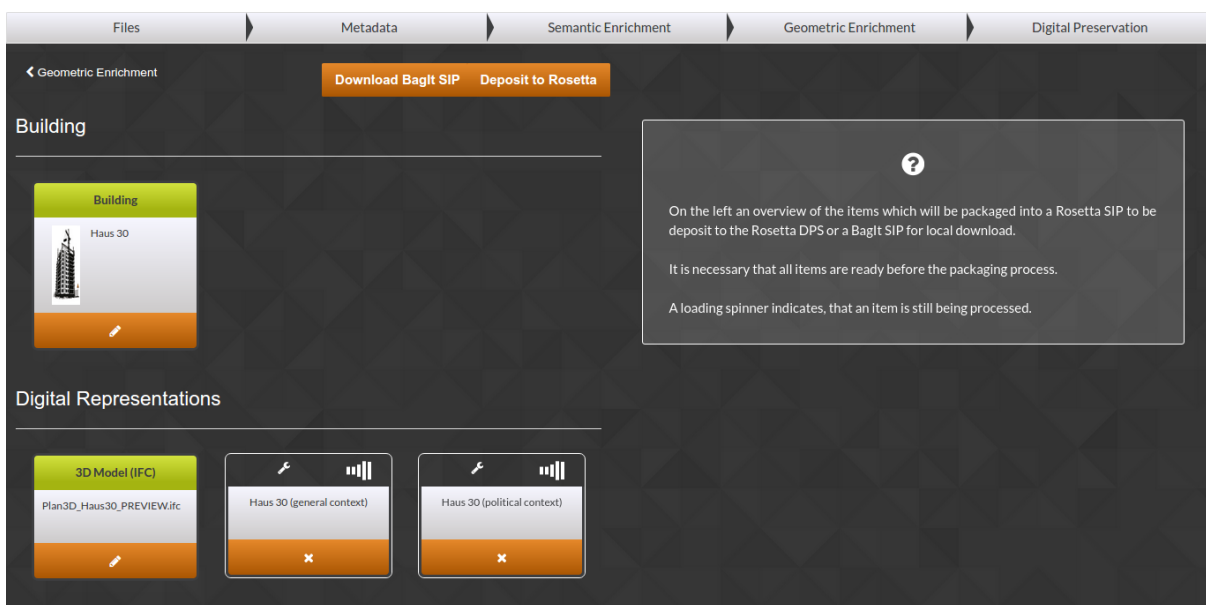 Files
Metadata
Semantic Enrichment
Geometric Enrichment
Digital Preservation
Geometric Enrichment
Download BagIt SIP
Deposit to Rosetta
Building
Building
Haus 30
On the left an overview of the items which will be packaged into a Rosetta SIP to be
deposit to the Rosetta DPS or a BagIt SIP for local download.
It is necessary that all items are ready before the packaging process.
A loading spinner indicates, that an item is still being processed.
Digital Representations
3D Model (IFC)
Plan3D_Haus30_PREVIEW.ifc
Haus 30 (general context)
Haus 30 (political context)